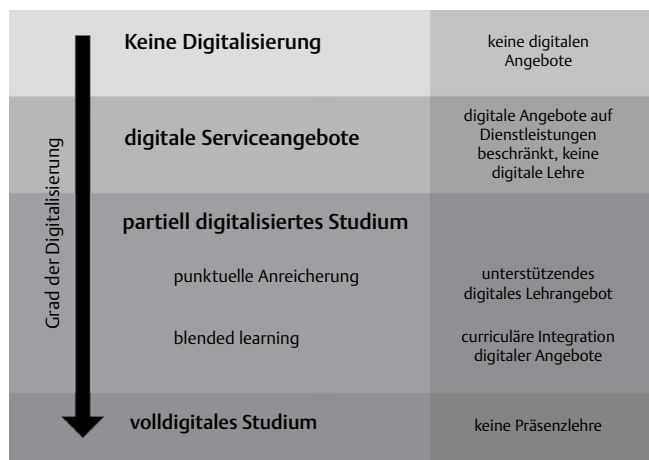 Grad der Digitalisierung
Keine Digitalisierung
keine digitalen
Angebote
digitale Serviceangebote
digitale Angebote auf
Dienstleistungen
beschränkt, keine
digitale Lehre
partiell digitalisiertes Studium
punktuelle Anreicherung
unterstützendes
digitales Lehrangebot
blended learning
curriculäre Integration
digitaler Angebote
volldigitales Studium
keine Präsenzlehre